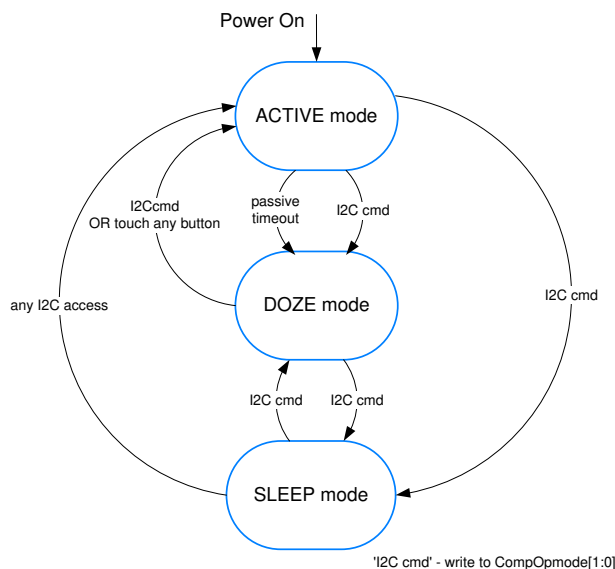 Power On
ACTIVE mode
I2Ccmd
OR touch any button
passive
timeout
I2C cmd
any I2C access
DOZE mode
I2C cmd
I2C cmd
I2C cmd
SLEEP mode
'I2C cmd' - write to CompOpmode[1:0]